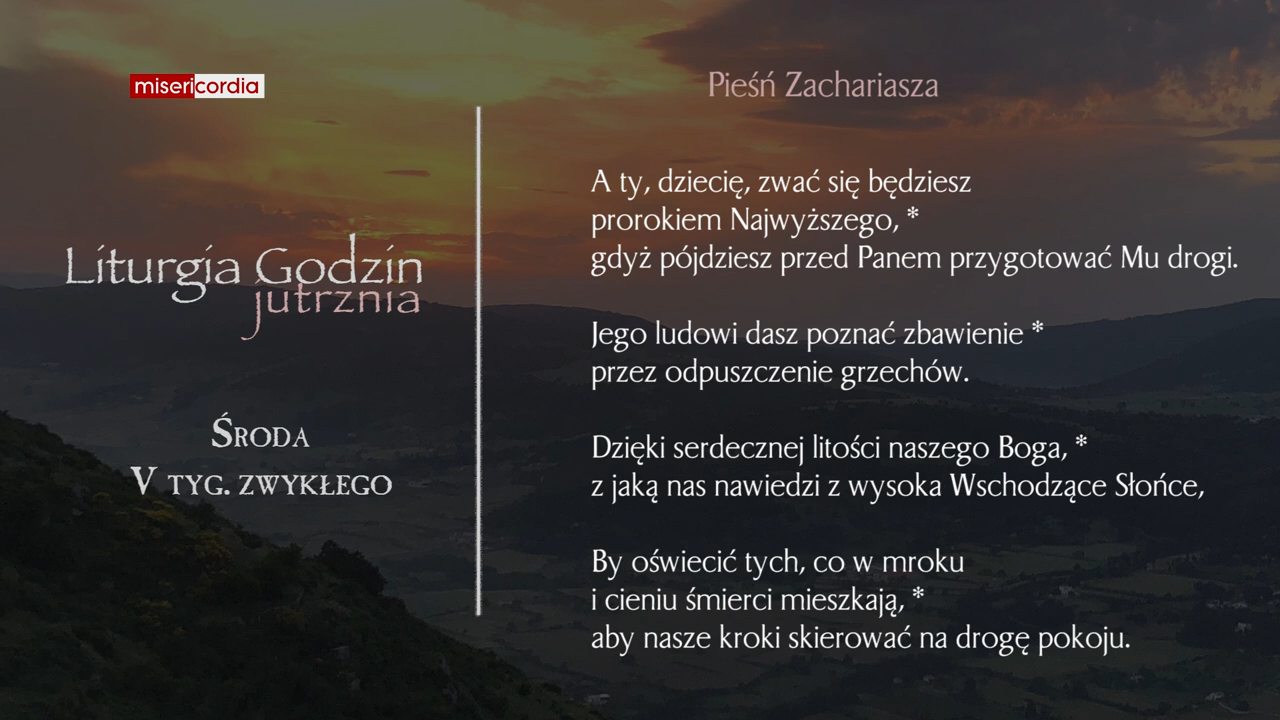 misericordia
Liturgia Godzin
jutrznia
Środa
V tyg. zwykłego
Pieśń Zachariasza
A ty, dziecię, zwać się będziesz
prorokiem Najwyższego, *
gdyż pójdziesz przed Panem przygotować Mu drogi.
Jego ludowi dasz poznać zbawienie *
przez odpuszczenie grzechów.
Dzięki serdecznej litości naszego Boga, *
z jaką nas nawiedzi z wysoka Wschodzące Słońce,
By oświecić tych, co w mroku
i cieniu śmierci mieszkają, *
aby nasze kroki skierować na drogę pokoju.